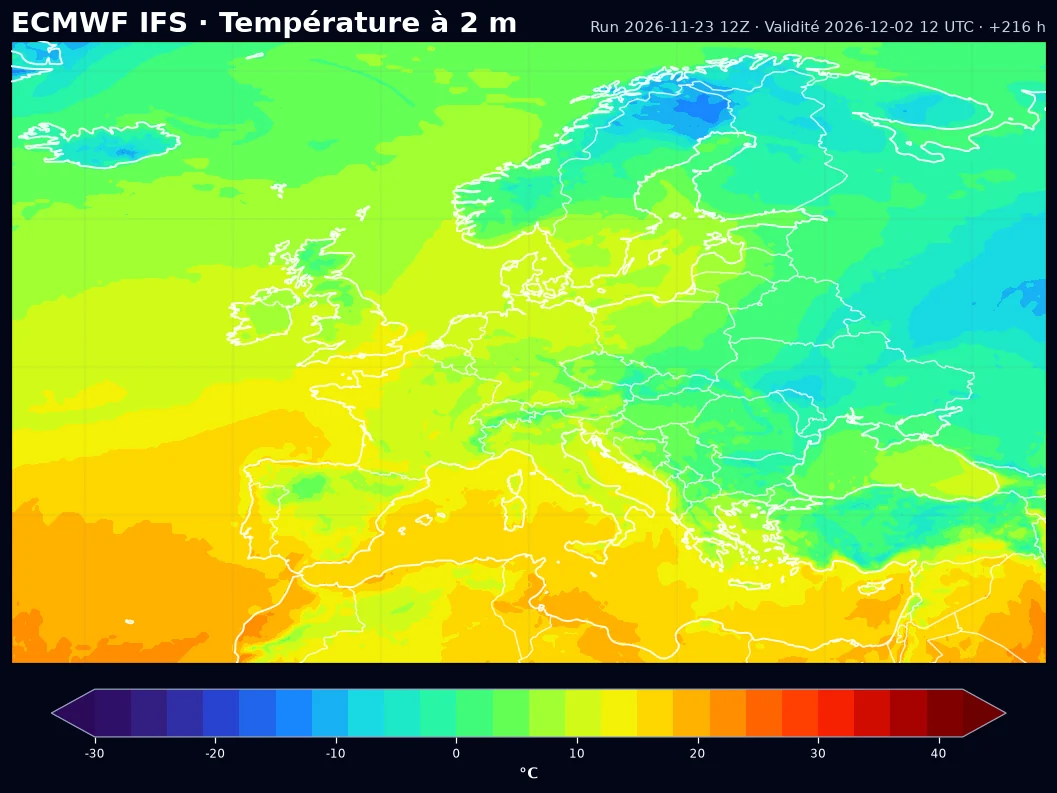 ECMWF IFS · Température à 2 m
Run 2026-11-23 12Z · Validité 2026-12-02 12 UTC · +216 h
-30 -20 -10 0 10 20 30 40
°C